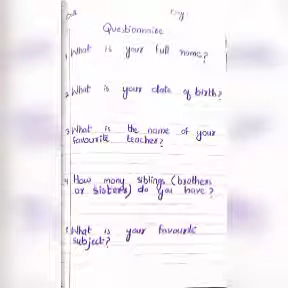 Date
Day:
Questionnaire
1 What is your full name?
2 What is your date of birth?
3 What is the name of your
favourite teacher?
4 How many siblings (brothers
or sisters) do you have?
5 What is your favourite
subject?